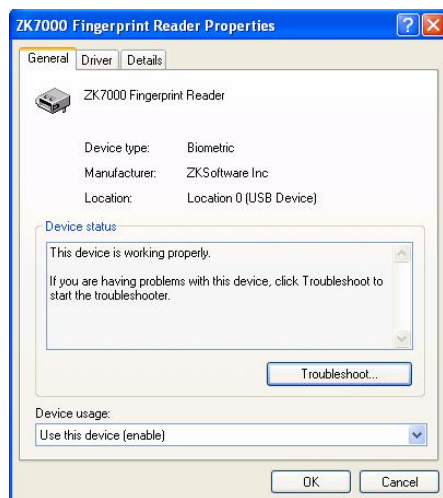 ZK7000 Fingerprint Reader Properties
General Driver Details
ZK7000 Fingerprint Reader
Device type: Biometric
Manufacturer: ZKSoftware Inc
Location: Location 0 (USB Device)
Device status
This device is working properly.
If you are having problems with this device, click Troubleshoot to
start the troubleshooter.
Troubleshoot...
Device usage:
Use this device (enable)
OK Cancel